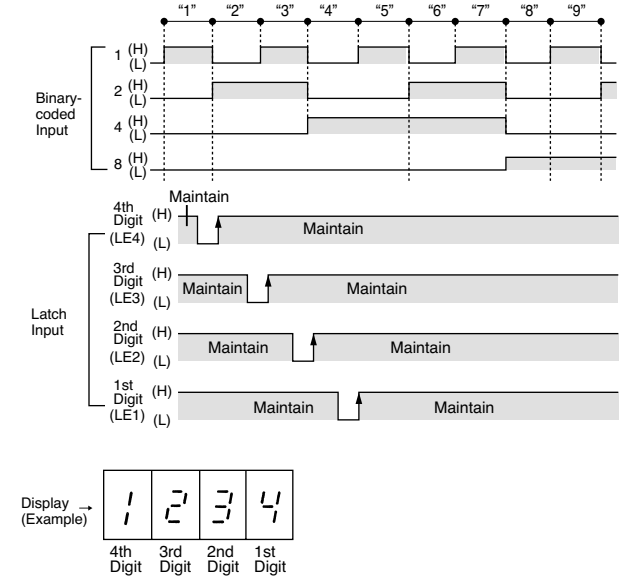 “1” “2” “3” “4” “5” “6” “7” “8” “9”
1 (H)
(L)
2 (H)
(L)
Binary-
coded
Input
4 (H)
(L)
8 (H)
(L)
Maintain
4th
Digit (H)
(LE4) (L)
Maintain
3rd
Digit (H)
(LE3) (L)
Maintain Maintain
Latch
Input
2nd
Digit (H)
(LE2) (L)
Maintain Maintain
1st
Digit (H)
(LE1) (L)
Maintain Maintain
Display
(Example)
1 2 3 4
4th 3rd 2nd 1st
Digit Digit Digit Digit